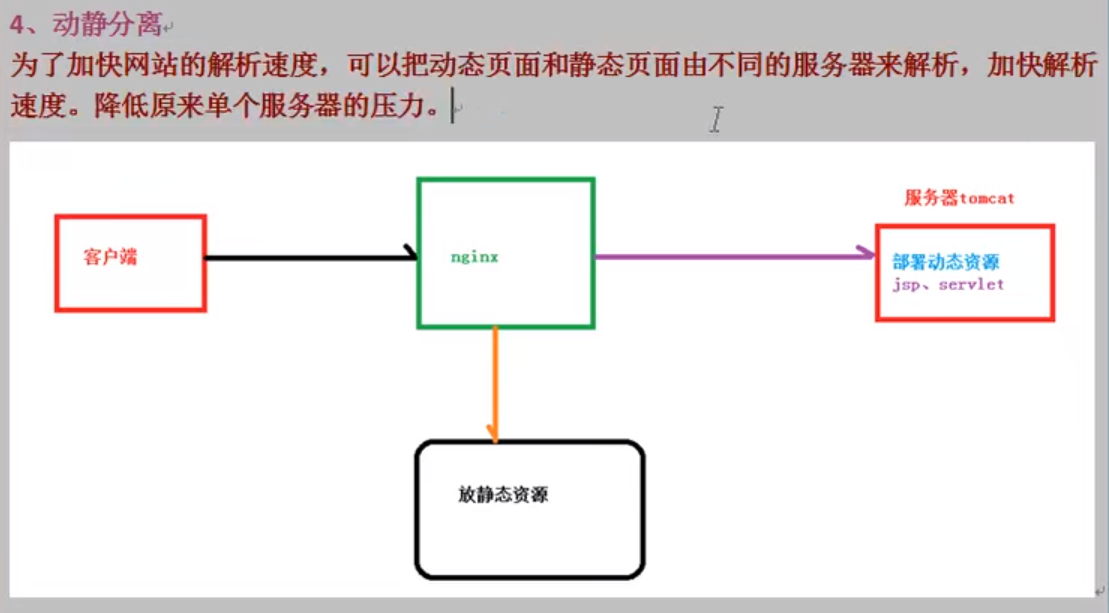 4、动静分离
为了加快网站的解析速度，可以把动态页面和静态页面由不同的服务器来解析，加快解析
速度。降低原来单个服务器的压力。
服务器tomcat
客户端
nginx
部署动态资源
jsp、servlet
放静态资源